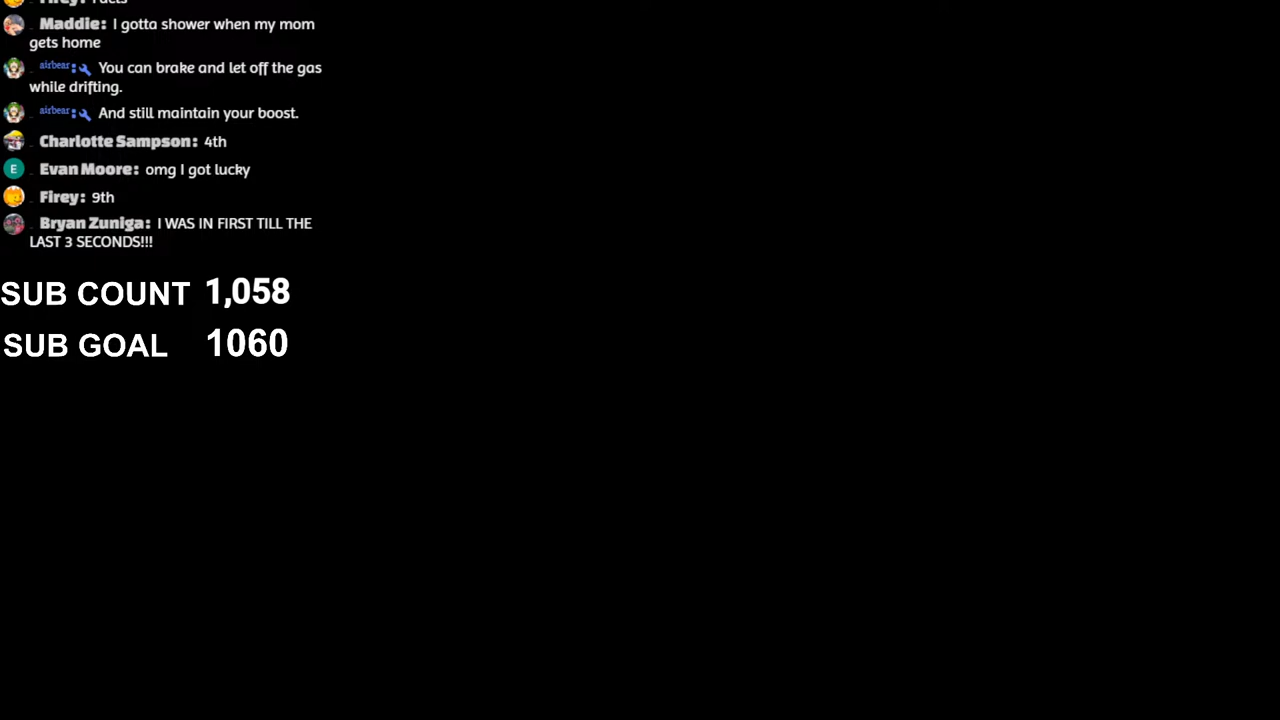 Maddie: I gotta shower when my mom
gets home
airbear: You can brake and let off the gas
while drifting.
airbear: And still maintain your boost.
Charlotte Sampson: 4th
E Evan Moore: omg I got lucky
Firey: 9th
Bryan Zuniga: I WAS IN FIRST TILL THE
LAST 3 SECONDS!!!
SUB COUNT 1,058
SUB GOAL 1060